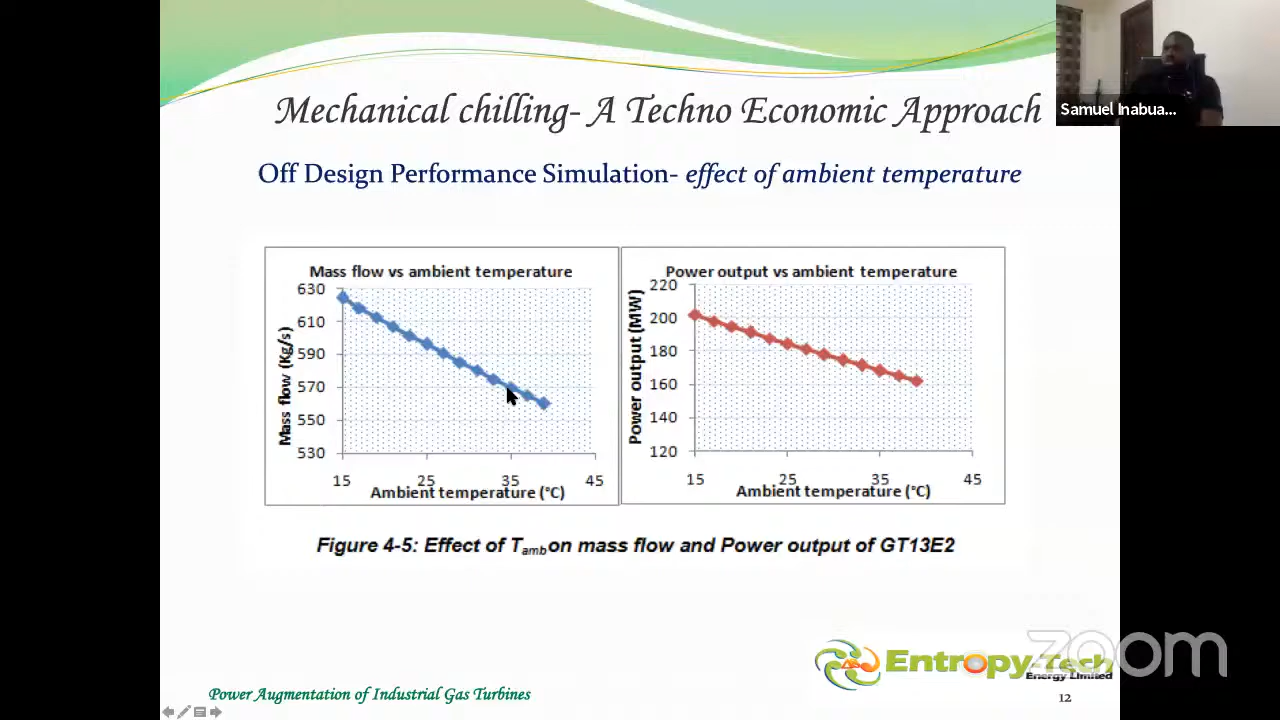 Samuel Inabua...
Mechanical chilling- A Techno Economic Approach
Off Design Performance Simulation- effect of ambient temperature
Mass flow vs ambient temperature
630
610
590
570
550
530
Mass flow (Kg/s)
15 25 35 45
Ambient temperature (°C)
Power output vs ambient temperature
220
200
180
160
140
120
Power output (MW)
15 25 35 45
Ambient temperature (°C)
Figure 4-5: Effect of Tamb on mass flow and Power output of GT13E2
zoom
Entropy-Tech
Energy Limited
Power Augmentation of Industrial Gas Turbines
12